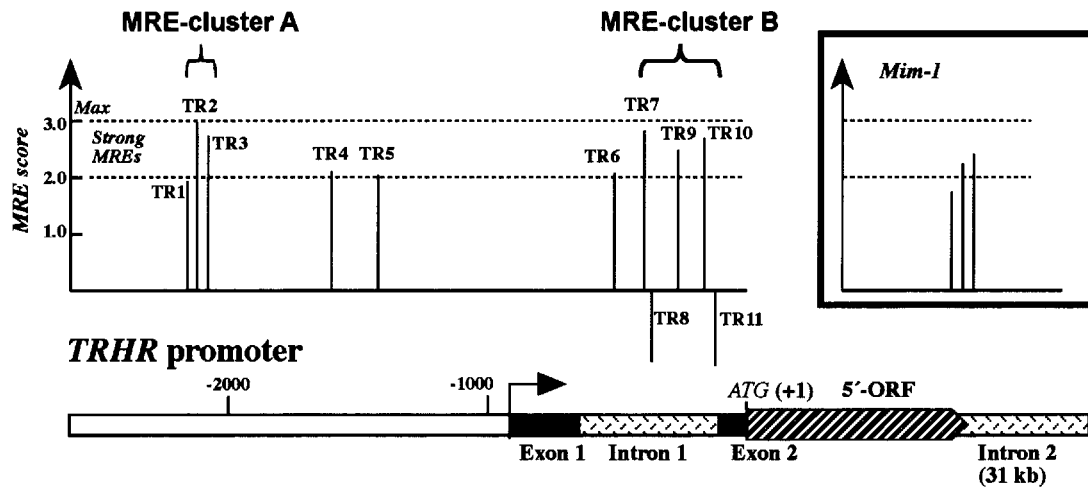 MRE-cluster A
MRE-cluster B
Mim-1
Max
TR2
TR7
3.0
Strong
MREs
TR3
TR4
TR5
TR6
TR9
TR10
MRE score
2.0
TR1
1.0
TR8
TR11
TRHR promoter
-2000
-1000
ATG (+1)
5´-ORF
Exon 1
Intron 1
Exon 2
Intron 2
(31 kb)